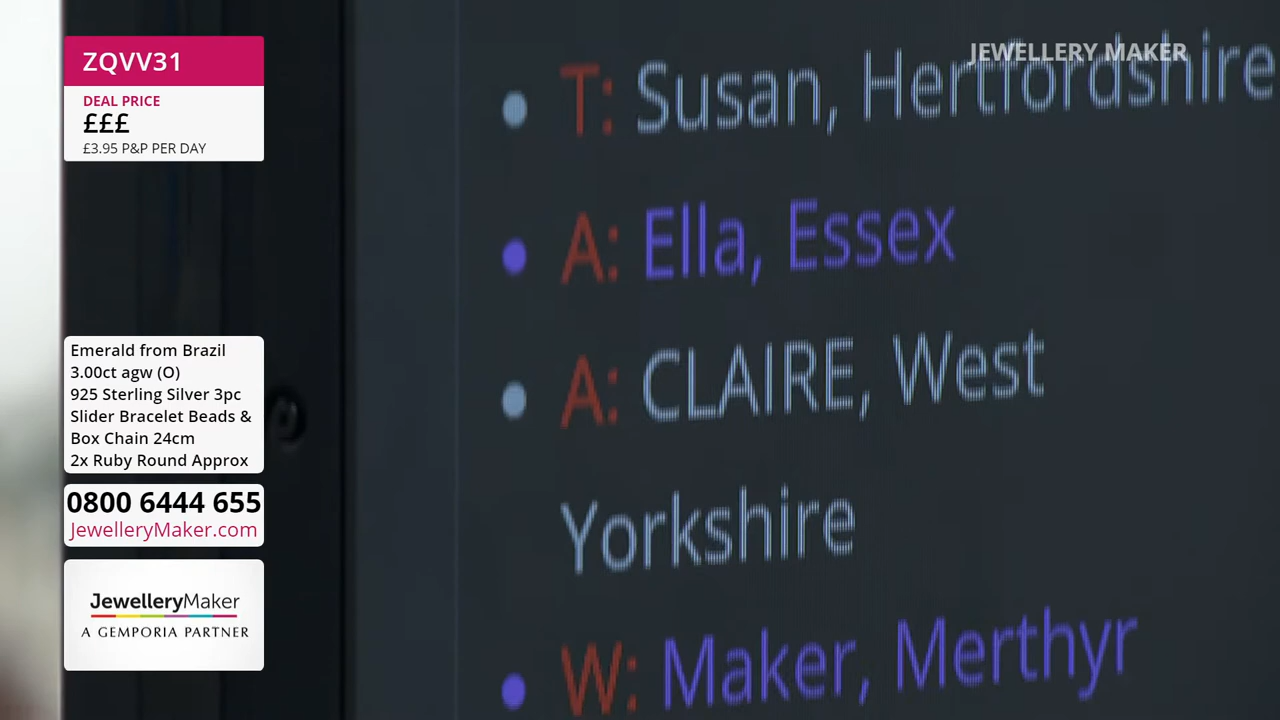 ZQVV31
DEAL PRICE
£££
£3.95 P&P PER DAY
Emerald from Brazil
3.00ct agw (O)
925 Sterling Silver 3pc
Slider Bracelet Beads &
Box Chain 24cm
2x Ruby Round Approx
0800 6444 655
JewelleryMaker.com
JewelleryMaker
A GEMPORIA PARTNER
JEWELLERY MAKER
T: Susan, Hertfordshire
A: Ella, Essex
A: CLAIRE, West
Yorkshire
W: Maker, Merthyr